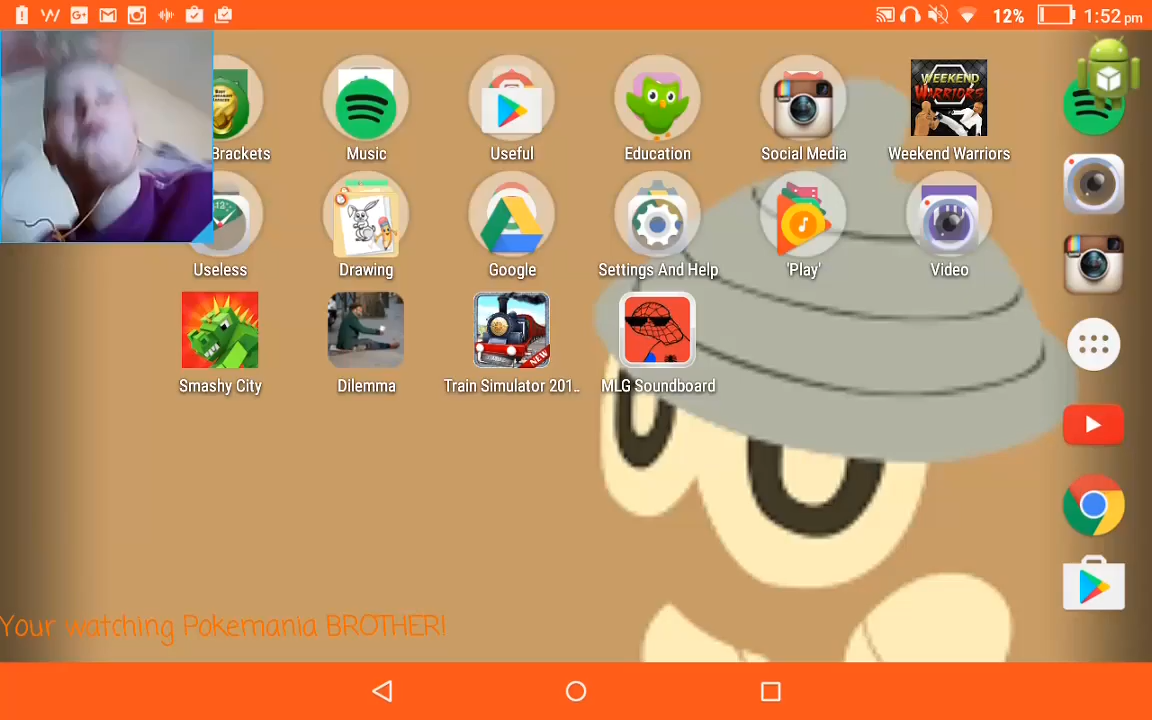 12% 1:52 pm
Brackets Music Useful Education Social Media Weekend Warriors
WEEKEND
WARRIORS
Useless Drawing Google Settings And Help 'Play' Video
NEW
Smashy City Dilemma Train Simulator 201.. MLG Soundboard
Your watching Pokemania BROTHER!